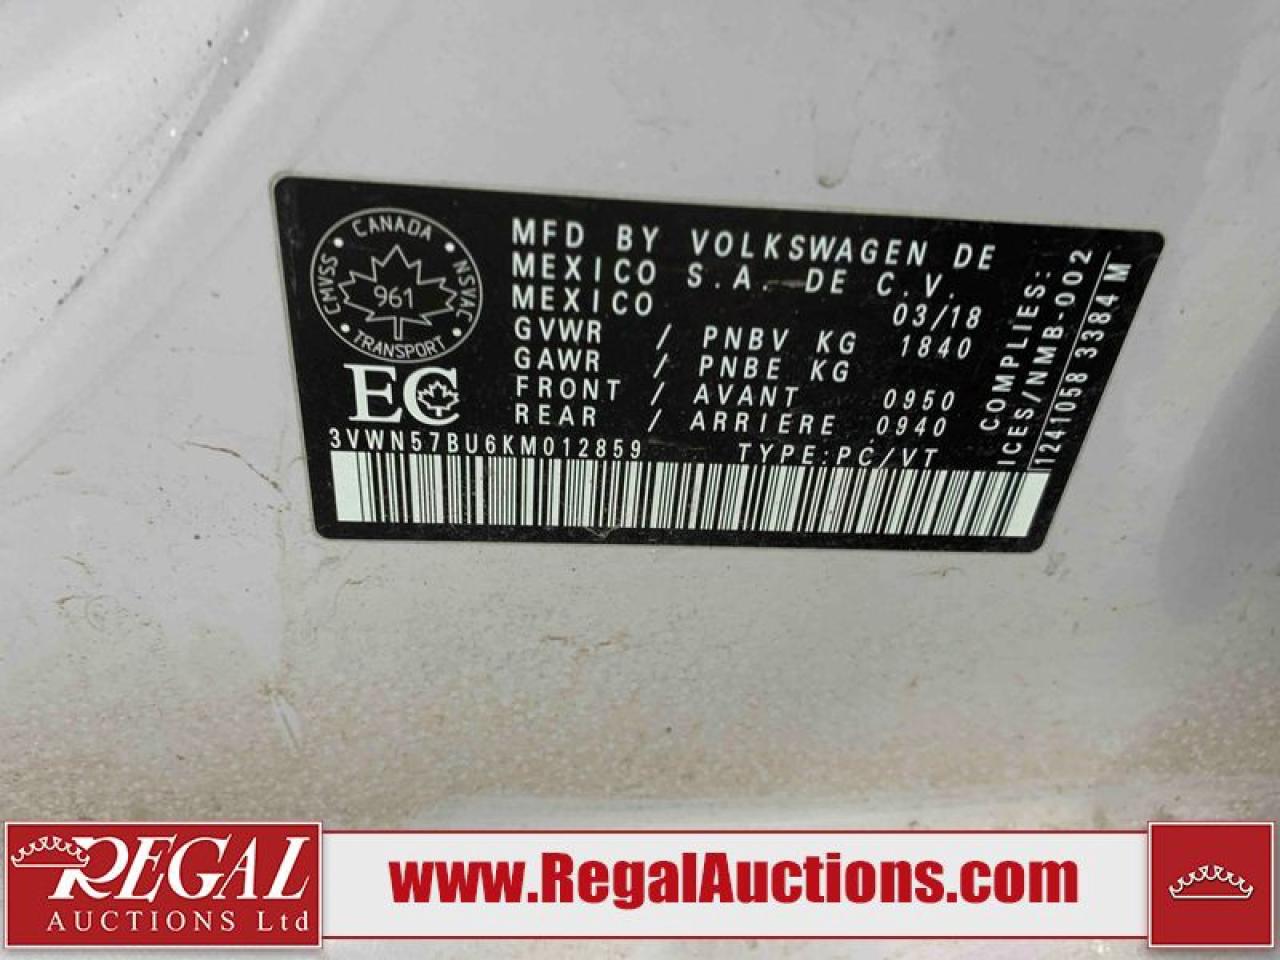 CANADA
CMVSS
NSVAC
961
TRANSPORT
EC
MFD BY VOLKSWAGEN DE
MEXICO S.A. DE C.V.
MEXICO 03/18
GVWR / PNBV KG 1840
GAWR / PNBE KG
FRONT / AVANT 0950
REAR / ARRIERE 0940
3VWN57BU6KM012859 TYPE:PC/VT
COMPLIES:
ICES/NMB-002
1241058 3384 M
REGAL
AUCTIONS Ltd
www.RegalAuctions.com